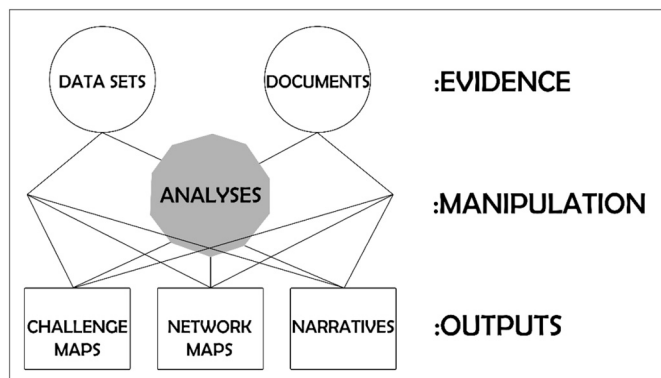 DATA SETS
DOCUMENTS
:EVIDENCE
ANALYSES
:MANIPULATION
CHALLENGE
MAPS
NETWORK
MAPS
NARRATIVES
:OUTPUTS